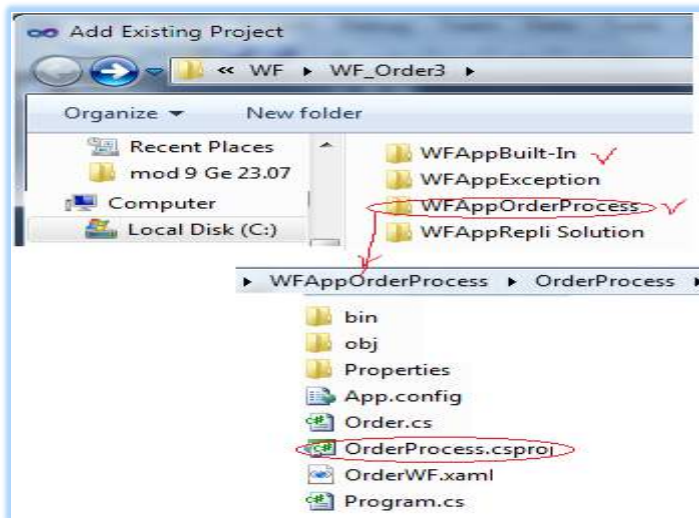 Add Existing Project
« WF ▸ WF_Order3 ▸
Organize ▾ New folder
Recent Places
mod 9 Ge 23.07
Computer
Local Disk (C:)
WFAppBuilt-In
WFAppException
WFAppOrderProcess
WFAppRepli Solution
▸ WFAppOrderProcess ▸ OrderProcess ▸
bin
obj
Properties
App.config
Order.cs
OrderProcess.csproj
OrderWF.xaml
Program.cs